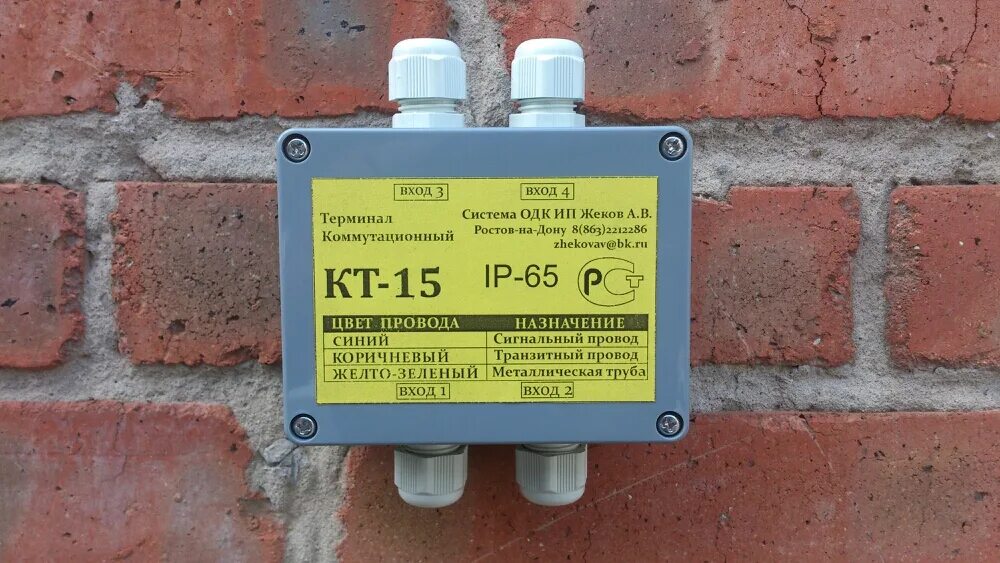 ВХОД 3 ВХОД 4
Терминал
Коммутационный
Система ОДК ИП Жеков А.В.
Ростов-на-Дону 8(863)2212286
zhekovav@bk.ru
КТ-15 IP-65 РСТ
ЦВЕТ ПРОВОДА НАЗНАЧЕНИЕ
СИНИЙ Сигнальный провод
КОРИЧНЕВЫЙ Транзитный провод
ЖЕЛТО-ЗЕЛЕНЫЙ Металлическая труба
ВХОД 1 ВХОД 2